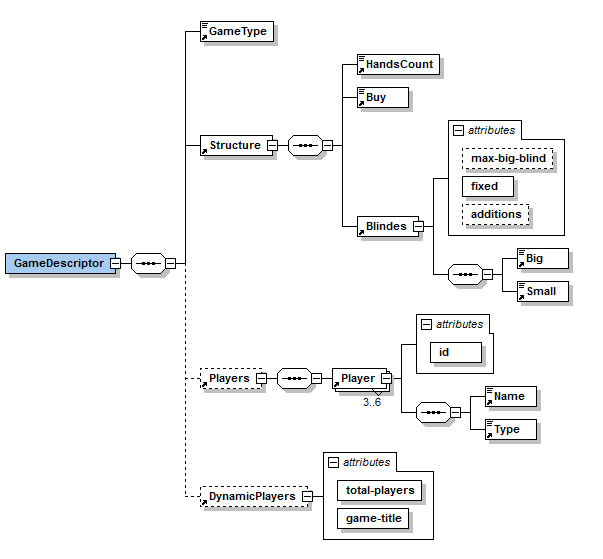 GameType
HandsCount
Buy
attributes
max-big-blind
Structure
fixed
additions
Blindes
Big
GameDescriptor
Small
attributes
id
Players
Player
3..6
Name
Type
attributes
total-players
DynamicPlayers
game-title